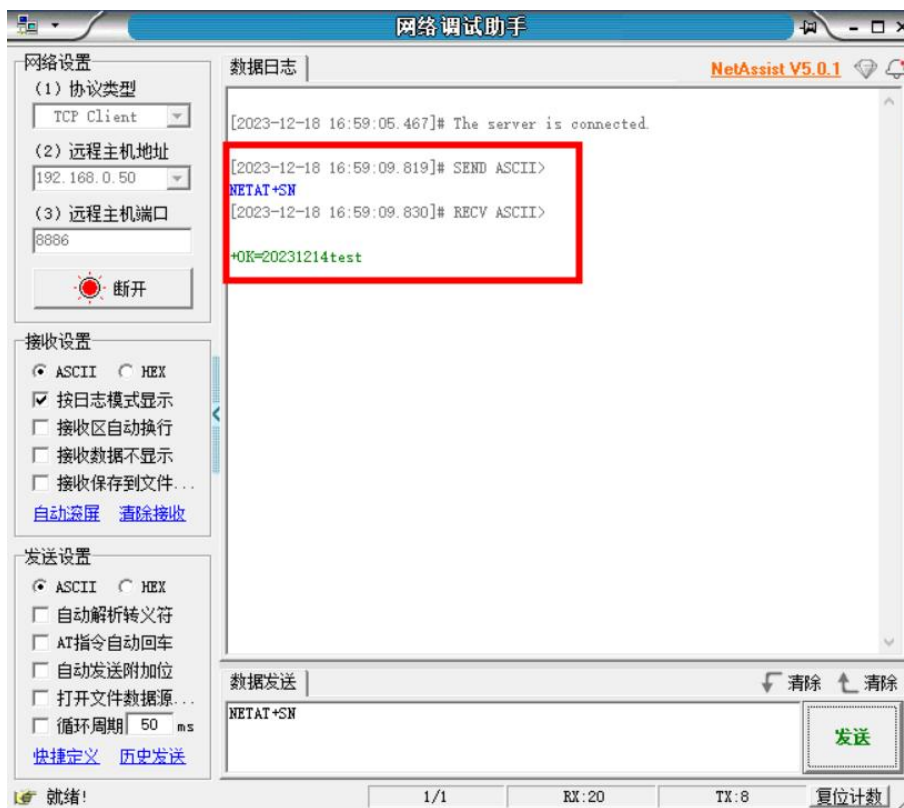 网络调试助手
网络设置
(1) 协议类型
TCP Client
(2) 远程主机地址
192.168.0.50
(3) 远程主机端口
8886
断开
接收设置
ASCII HEX
按日志模式显示
接收区自动换行
接收数据不显示
接收保存到文件...
自动滚屏 清除接收
发送设置
ASCII HEX
自动解析转义符
AT指令自动回车
自动发送附加位
打开文件数据源...
循环周期 50 ms
快捷定义 历史发送
数据日志 NetAssist V5.0.1
[2023-12-18 16:59:05.467]# The server is connected.
[2023-12-18 16:59:09.819]# SEND ASCII>
NETAT+SN
[2023-12-18 16:59:09.830]# RECV ASCII>
+OK=20231214test
数据发送 清除 清除
NETAT+SN
发送
就绪! 1/1 RX:20 TX:8 复位计数